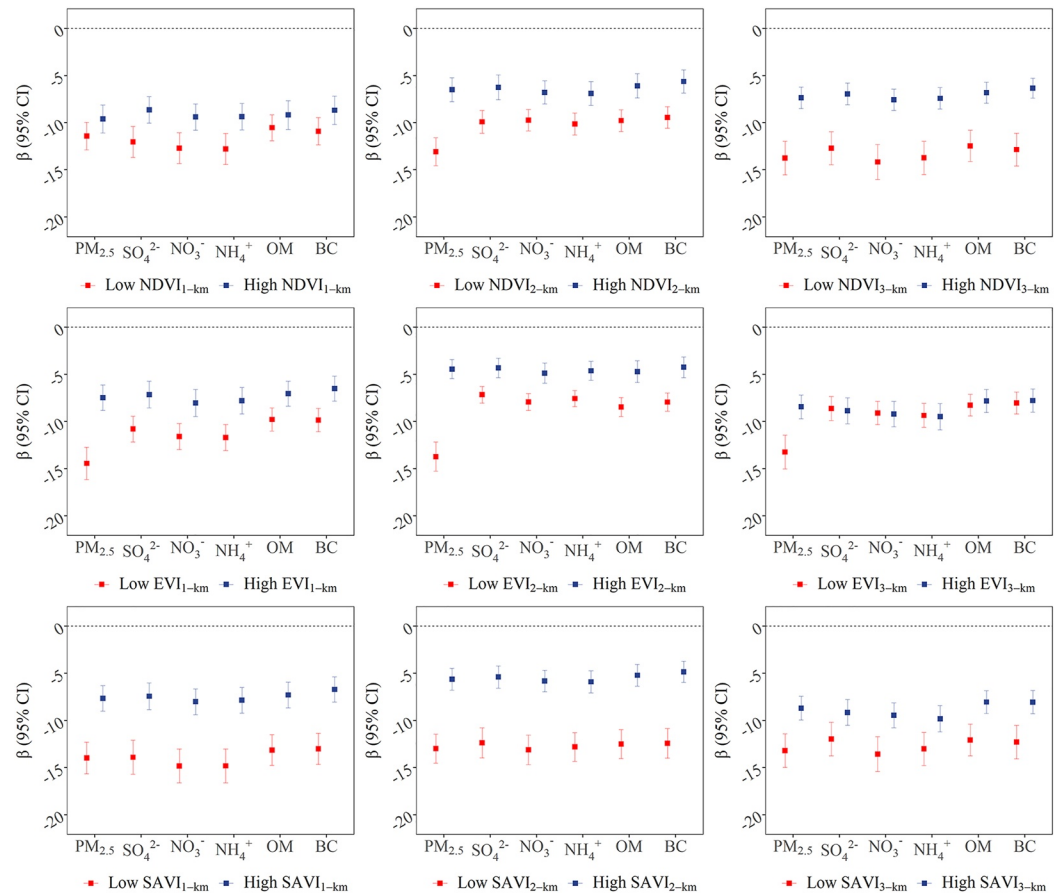 0 0 0
-5 -5 -5
β (95% CI) β (95% CI) β (95% CI)
-10 -10 -10
-15 -15 -15
-20 -20 -20
PM₂.₅ SO₄²⁻ NO₃⁻ NH₄⁺ OM BC PM₂.₅ SO₄²⁻ NO₃⁻ NH₄⁺ OM BC PM₂.₅ SO₄²⁻ NO₃⁻ NH₄⁺ OM BC
Low NDVI₁₋ₖₘ High NDVI₁₋ₖₘ Low NDVI₂₋ₖₘ High NDVI₂₋ₖₘ Low NDVI₃₋ₖₘ High NDVI₃₋ₖₘ
0 0 0
-5 -5 -5
β (95% CI) β (95% CI) β (95% CI)
-10 -10 -10
-15 -15 -15
-20 -20 -20
PM₂.₅ SO₄²⁻ NO₃⁻ NH₄⁺ OM BC PM₂.₅ SO₄²⁻ NO₃⁻ NH₄⁺ OM BC PM₂.₅ SO₄²⁻ NO₃⁻ NH₄⁺ OM BC
Low EVI₁₋ₖₘ High EVI₁₋ₖₘ Low EVI₂₋ₖₘ High EVI₂₋ₖₘ Low EVI₃₋ₖₘ High EVI₃₋ₖₘ
0 0 0
-5 -5 -5
β (95% CI) β (95% CI) β (95% CI)
-10 -10 -10
-15 -15 -15
-20 -20 -20
PM₂.₅ SO₄²⁻ NO₃⁻ NH₄⁺ OM BC PM₂.₅ SO₄²⁻ NO₃⁻ NH₄⁺ OM BC PM₂.₅ SO₄²⁻ NO₃⁻ NH₄⁺ OM BC
Low SAVI₁₋ₖₘ High SAVI₁₋ₖₘ Low SAVI₂₋ₖₘ High SAVI₂₋ₖₘ Low SAVI₃₋ₖₘ High SAVI₃₋ₖₘ